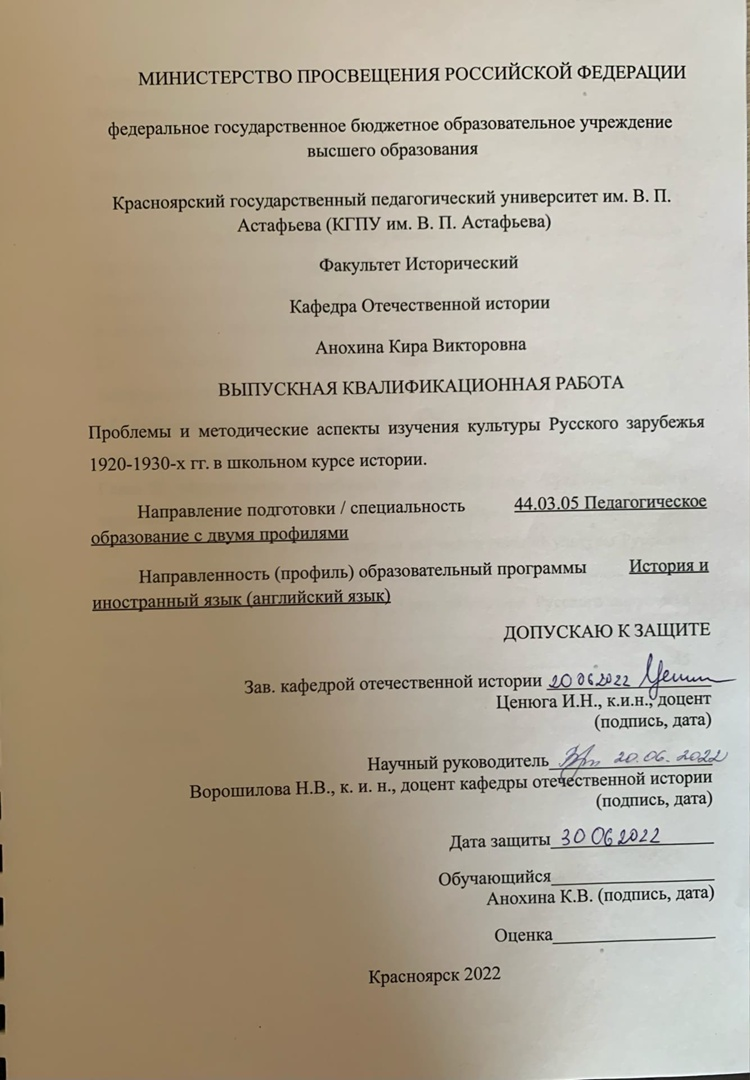 МИНИСТЕРСТВО ПРОСВЕЩЕНИЯ РОССИЙСКОЙ ФЕДЕРАЦИИ
федеральное государственное бюджетное образовательное учреждение
высшего образования
Красноярский государственный педагогический университет им. В. П.
Астафьева (КГПУ им. В. П. Астафьева)
Факультет Исторический
Кафедра Отечественной истории
Анохина Кира Викторовна
ВЫПУСКНАЯ КВАЛИФИКАЦИОННАЯ РАБОТА
Проблемы и методические аспекты изучения культуры Русского зарубежья
1920-1930-х гг. в школьном курсе истории.
Направление подготовки / специальность 44.03.05 Педагогическое
образование с двумя профилями
Направленность (профиль) образовательный программы История и
иностранный язык (английский язык)
ДОПУСКАЮ К ЗАЩИТЕ
Зав. кафедрой отечественной истории 20 06 2022
Ценюга И.Н., к.и.н., доцент
(подпись, дата)
Научный руководитель 20.06.2022
Ворошилова Н.В., к. и. н., доцент кафедры отечественной истории
(подпись, дата)
Дата защиты 30 06 2022
Обучающийся
Анохина К.В. (подпись, дата)
Оценка
Красноярск 2022